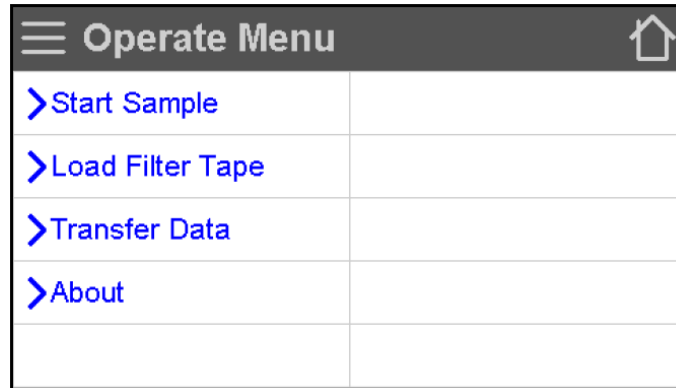 Operate Menu
Start Sample
Load Filter Tape
Transfer Data
About